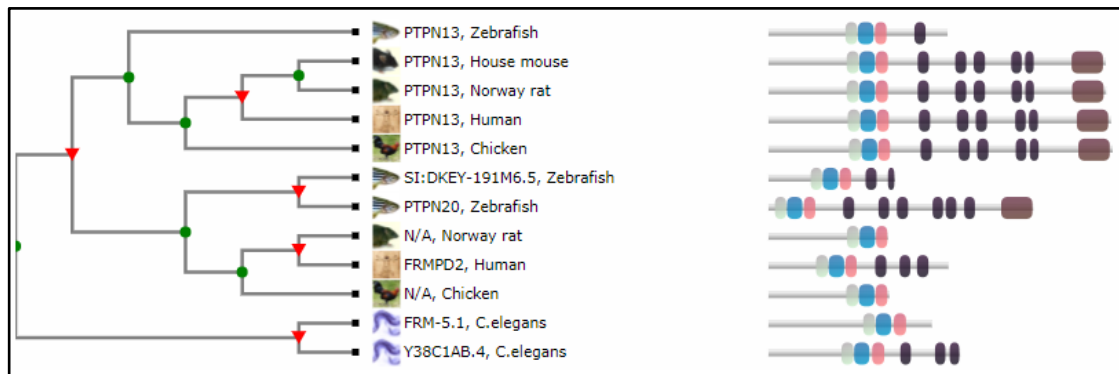 PTPN13, Zebrafish
PTPN13, House mouse
PTPN13, Norway rat
PTPN13, Human
PTPN13, Chicken
SI:DKEY-191M6.5, Zebrafish
PTPN20, Zebrafish
N/A, Norway rat
FRMPD2, Human
N/A, Chicken
FRM-5.1, C.elegans
Y38C1AB.4, C.elegans